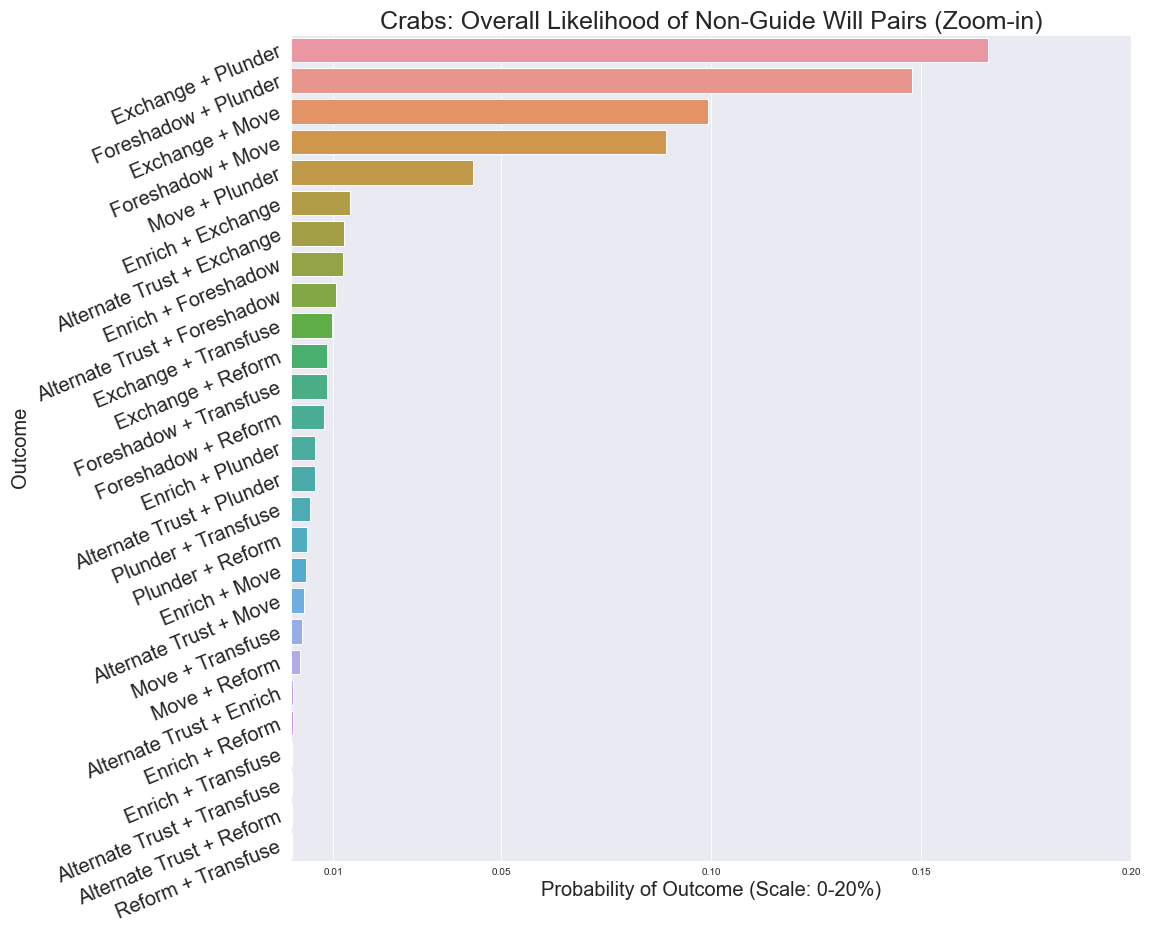 Crabs: Overall Likelihood of Non-Guide Will Pairs (Zoom-in)
Exchange + Plunder
Foreshadow + Plunder
Exchange + Move
Foreshadow + Move
Move + Plunder
Enrich + Exchange
Alternate Trust + Exchange
Enrich + Foreshadow
Alternate Trust + Foreshadow
Exchange + Transfuse
Exchange + Reform
Foreshadow + Transfuse
Foreshadow + Reform
Enrich + Plunder
Alternate Trust + Plunder
Plunder + Transfuse
Plunder + Reform
Enrich + Move
Alternate Trust + Move
Move + Transfuse
Move + Reform
Alternate Trust + Enrich
Enrich + Reform
Enrich + Transfuse
Alternate Trust + Transfuse
Alternate Trust + Reform
Reform + Transfuse
Outcome
0.01 0.05 0.10 0.15 0.20
Probability of Outcome (Scale: 0-20%)